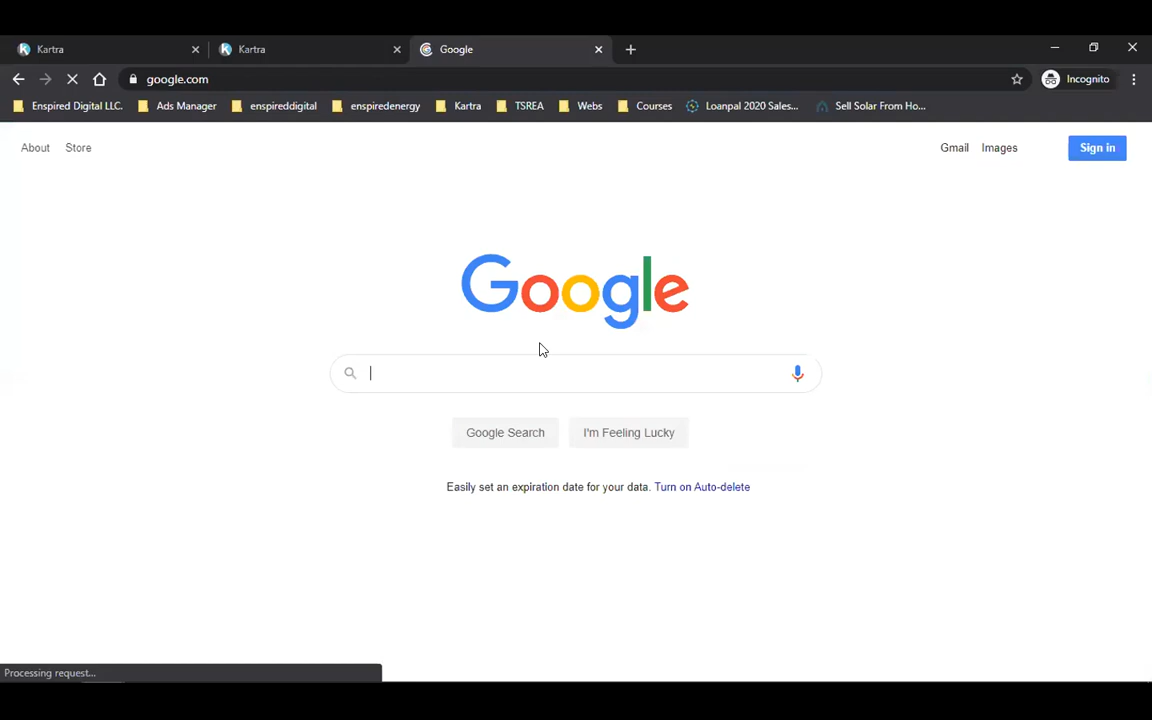 Kartra
Kartra
Google
google.com
Incognito
Enspired Digital LLC.
Ads Manager
enspireddigital
enspiredenergy
Kartra
TSREA
Webs
Courses
Loanpal 2020 Sales...
Sell Solar From Ho...
About
Store
Gmail
Images
Sign in
Google
Google Search
I'm Feeling Lucky
Easily set an expiration date for your data. Turn on Auto-delete
Processing request...